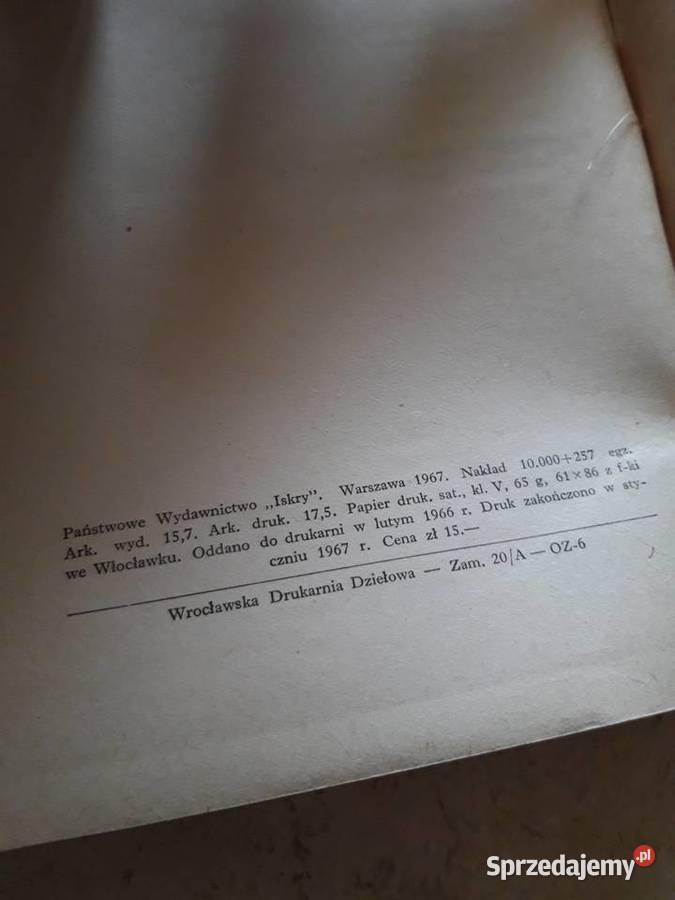 Państwowe Wydawnictwo „Iskry". Warszawa 1967. Nakład 10.000+257 egz.
Ark. wyd. 15,7. Ark. druk. 17,5. Papier druk. sat., kl. V, 65 g, 61×86 z f-ki
we Włocławku. Oddano do drukarni w lutym 1966 r. Druk zakończono w sty-
czniu 1967 r. Cena zł 15.—
Wrocławska Drukarnia Dziełowa — Zam. 20/A — OZ-6
Sprzedajemy.pl